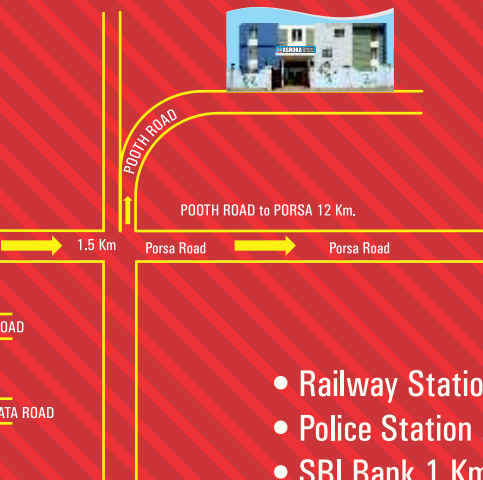 ASHOKA
POOTH ROAD
POOTH ROAD to PORSA 12 Km.
1.5 Km Porsa Road Porsa Road
OAD
ATA ROAD
• Railway Statio
• Police Station
• SBI Bank 1 Km